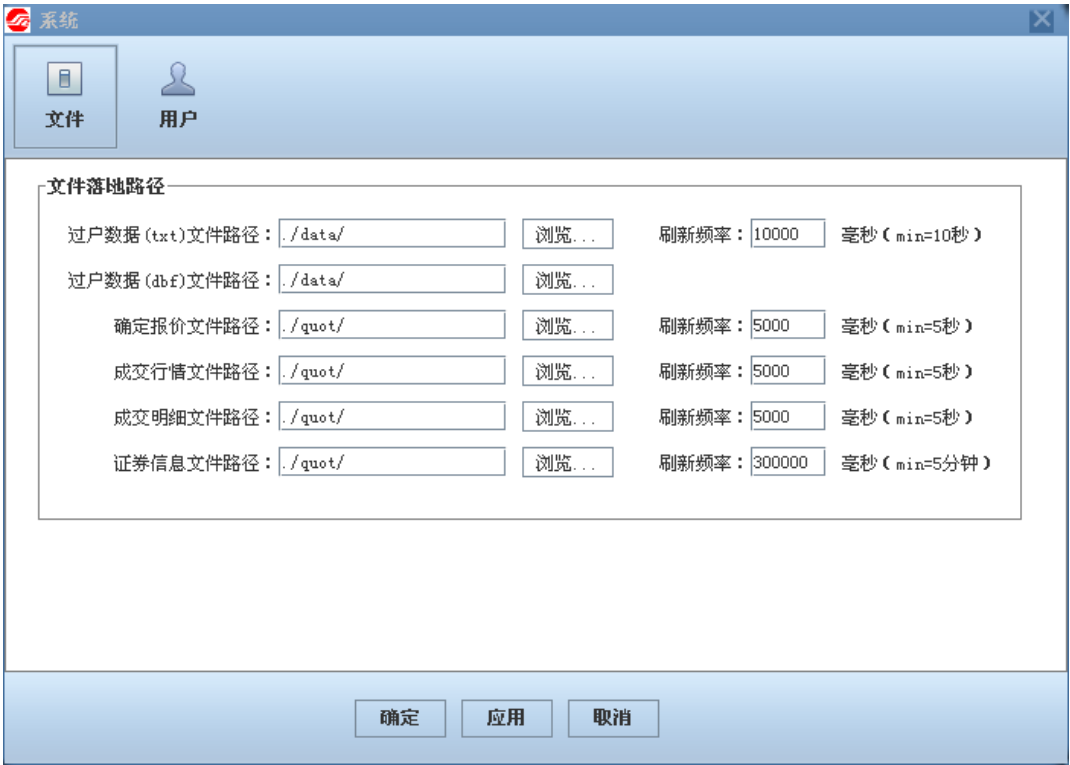 系统
文件 用户
文件落地路径
过户数据(txt)文件路径： ./data/ 浏览... 刷新频率： 10000 毫秒( min=10秒)
过户数据(dbf)文件路径： ./data/ 浏览...
确定报价文件路径： ./quot/ 浏览... 刷新频率： 5000 毫秒( min=5秒)
成交行情文件路径： ./quot/ 浏览... 刷新频率： 5000 毫秒( min=5秒)
成交明细文件路径： ./quot/ 浏览... 刷新频率： 5000 毫秒( min=5秒)
证券信息文件路径： ./quot/ 浏览... 刷新频率： 300000 毫秒( min=5分钟)
确定 应用 取消